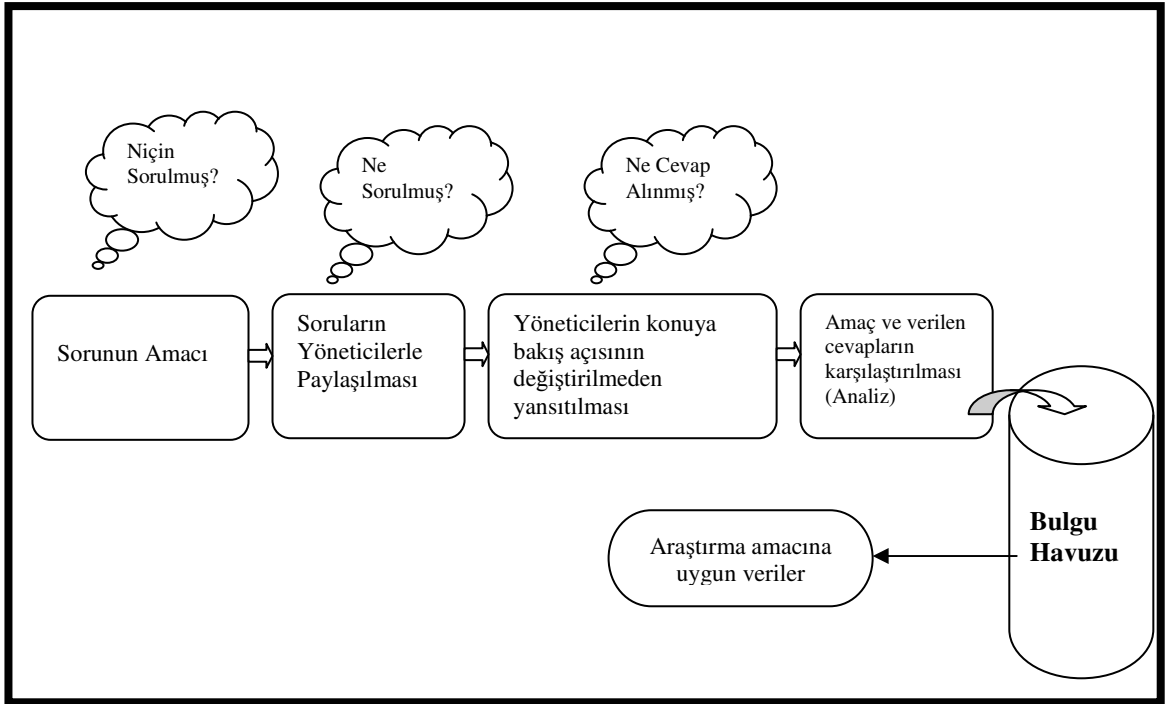 Niçin
Sorulmuş?
Ne
Sorulmuş?
Ne Cevap
Alınmış?
Sorunun Amacı
Soruların
Yöneticilerle
Paylaşılması
Yöneticilerin konuya
bakış açısının
değiştirilmeden
yansıtılması
Amaç ve verilen
cevapların
karşılaştırılması
(Analiz)
Bulgu
Havuzu
Araştırma amacına
uygun veriler